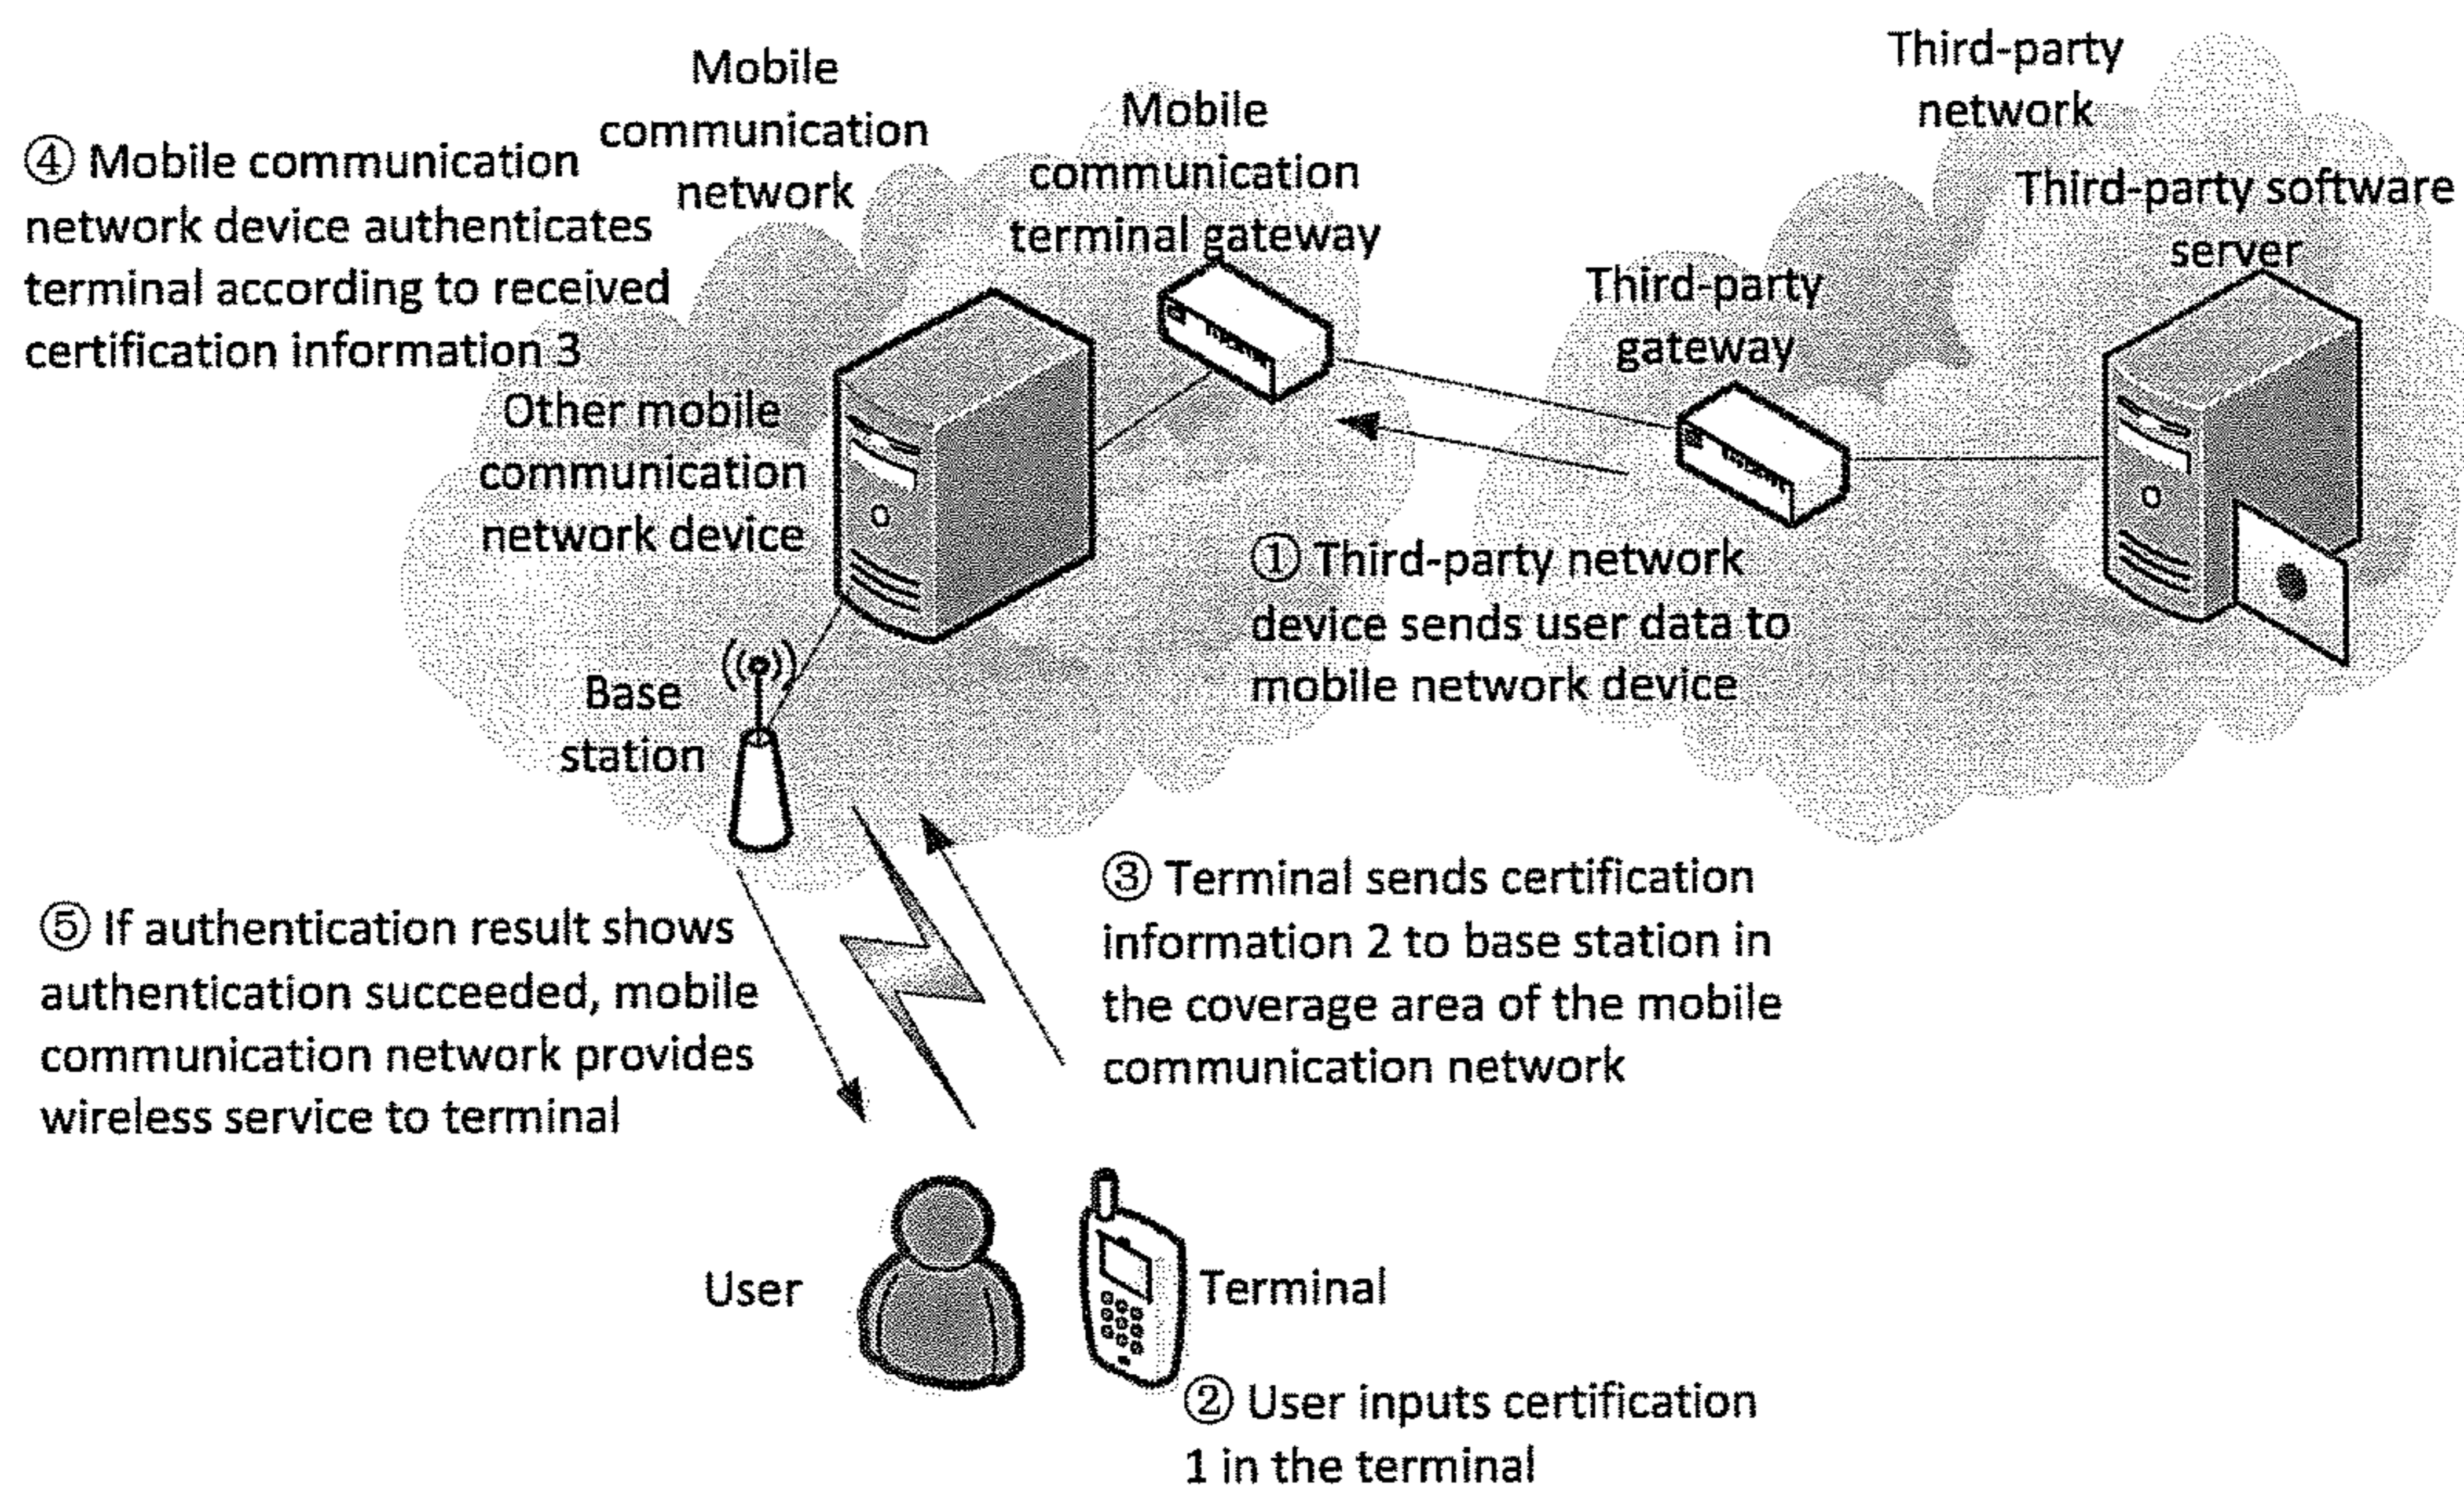 Mobile
communication
network
Mobile
communication
terminal gateway
Third-party
network
Third-party software
server
Third-party
gateway
④ Mobile communication
network device authenticates
terminal according to received
certification information 3
Other mobile
communication
network device
① Third-party network
device sends user data to
mobile network device
Base
station
③ Terminal sends certification
information 2 to base station in
the coverage area of the mobile
communication network
⑤ If authentication result shows
authentication succeeded, mobile
communication network provides
wireless service to terminal
User
Terminal
② User inputs certification
1 in the terminal